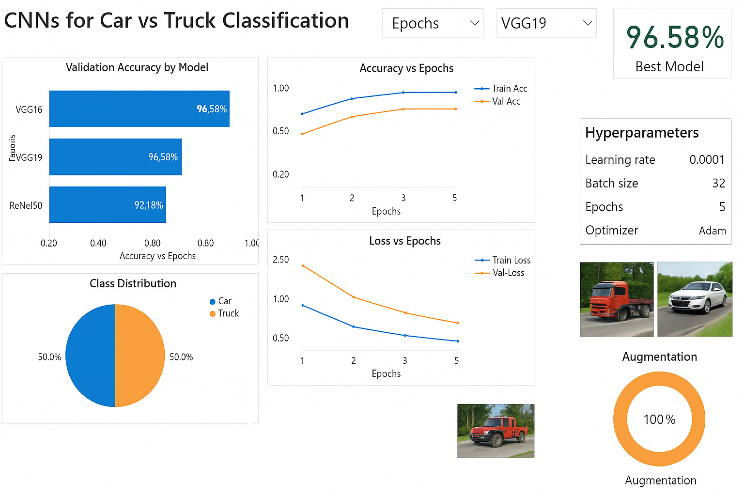 CNNs for Car vs Truck Classification
Epochs
VGG19
96.58%
Best Model
Validation Accuracy by Model
VGG16
96,58%
VGG19
96,58%
ReNel50
92,18%
0.20 0.40 0.80 0.80 1.00
Accuracy vs Epochs
Accuracy vs Epochs
Train Acc
Val Acc
1.00
0.50
0.20
1 2 3 5
Epochs
Hyperparameters
Learning rate 0.0001
Batch size 32
Epochs 5
Optimizer Adam
Class Distribution
Car
Truck
50.0%
50.0%
Loss vs Epochs
Train Loss
Val-Loss
2.50
1.00
0.50
1 2 3 5
Epochs
Augmentation
100%
Augmentation